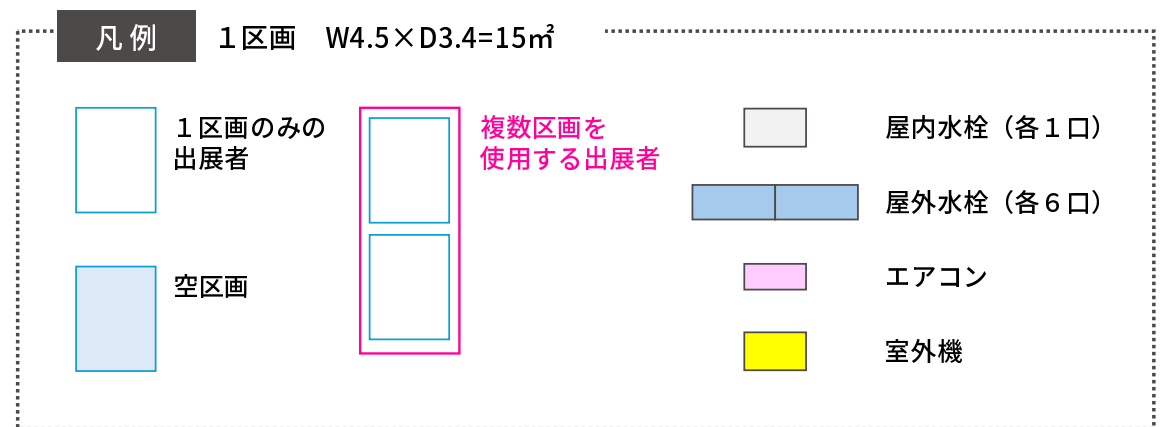 凡例
１区画　W4.5×D3.4=15㎡
１区画のみの
出展者
複数区画を
使用する出展者
空区画
屋内水栓（各１口）
屋外水栓（各６口）
エアコン
室外機